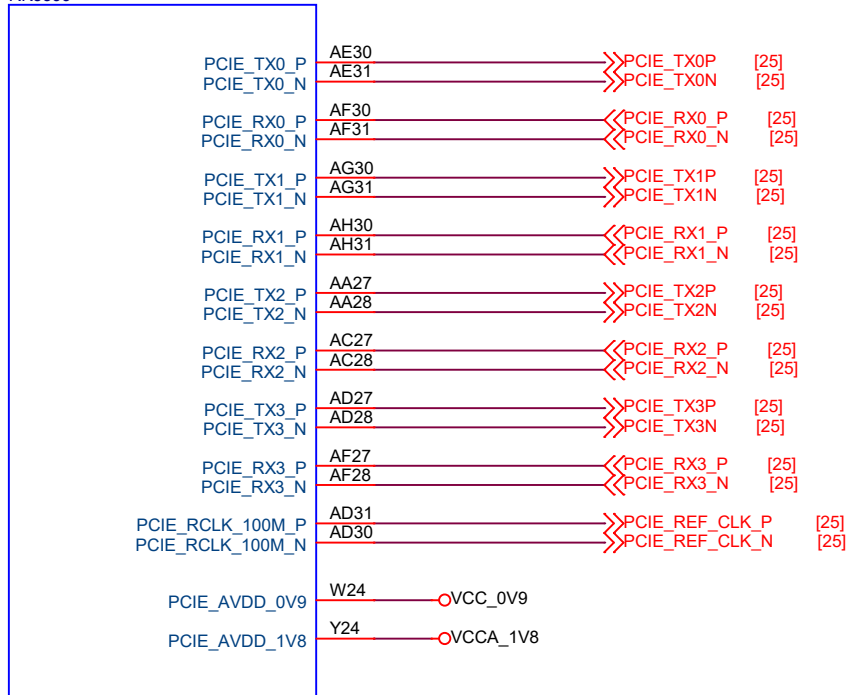 PCIE_TX0_P AE30 PCIE_TX0P [25]
PCIE_TX0_N AE31 PCIE_TX0N [25]
PCIE_RX0_P AF30 PCIE_RX0_P [25]
PCIE_RX0_N AF31 PCIE_RX0_N [25]
PCIE_TX1_P AG30 PCIE_TX1P [25]
PCIE_TX1_N AG31 PCIE_TX1N [25]
PCIE_RX1_P AH30 PCIE_RX1_P [25]
PCIE_RX1_N AH31 PCIE_RX1_N [25]
PCIE_TX2_P AA27 PCIE_TX2P [25]
PCIE_TX2_N AA28 PCIE_TX2N [25]
PCIE_RX2_P AC27 PCIE_RX2_P [25]
PCIE_RX2_N AC28 PCIE_RX2_N [25]
PCIE_TX3_P AD27 PCIE_TX3P [25]
PCIE_TX3_N AD28 PCIE_TX3N [25]
PCIE_RX3_P AF27 PCIE_RX3_P [25]
PCIE_RX3_N AF28 PCIE_RX3_N [25]
PCIE_RCLK_100M_P AD31 PCIE_REF_CLK_P [25]
PCIE_RCLK_100M_N AD30 PCIE_REF_CLK_N [25]
PCIE_AVDD_0V9 W24 VCC_0V9
PCIE_AVDD_1V8 Y24 VCCA_1V8